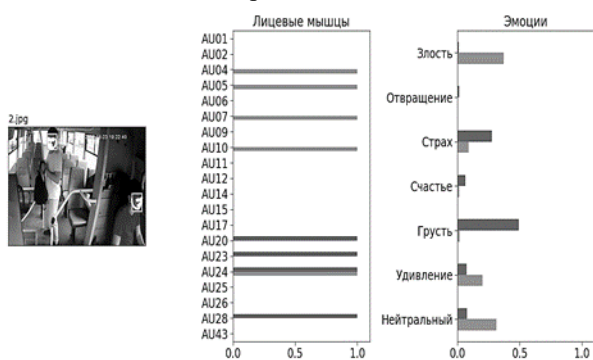 Лицевые мышцы
Эмоции
2.jpg
AU01
AU02
AU04
AU05
AU06
AU07
AU09
AU10
AU11
AU12
AU14
AU15
AU17
AU20
AU23
AU24
AU25
AU26
AU28
AU43
0.0 0.5 1.0
Злость
Отвращение
Страх
Счастье
Грусть
Удивление
Нейтральный
0.0 0.5 1.0